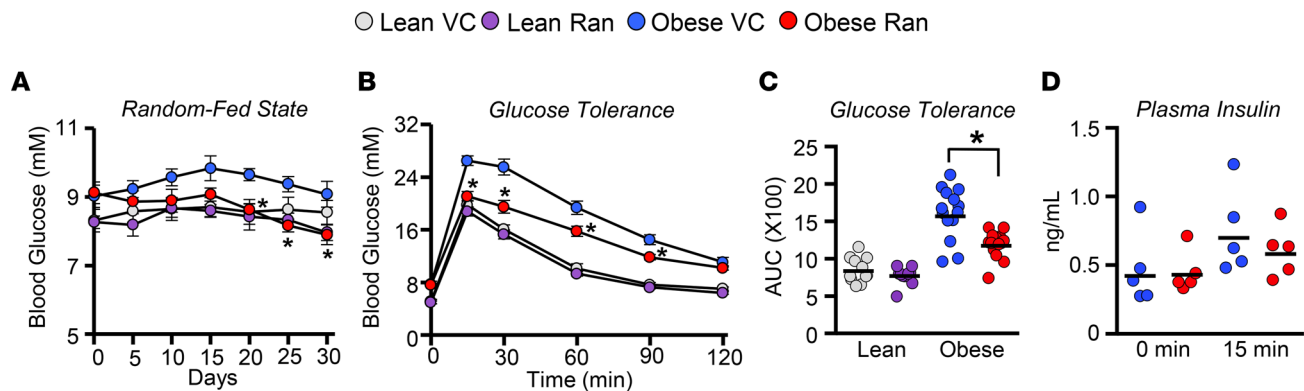 Lean VC Lean Ran Obese VC Obese Ran
A
Random-Fed State
Blood Glucose (mM)
11
9
7
5
0 5 10 15 20 25 30
Days
* * *
B
Glucose Tolerance
Blood Glucose (mM)
32
24
16
8
0
0 30 60 90 120
Time (min)
* * * *
C
Glucose Tolerance
AUC (X100)
25
20
15
10
5
0
*
Lean Obese
D
Plasma Insulin
ng/mL
1.5
1.0
0.5
0
0 min 15 min